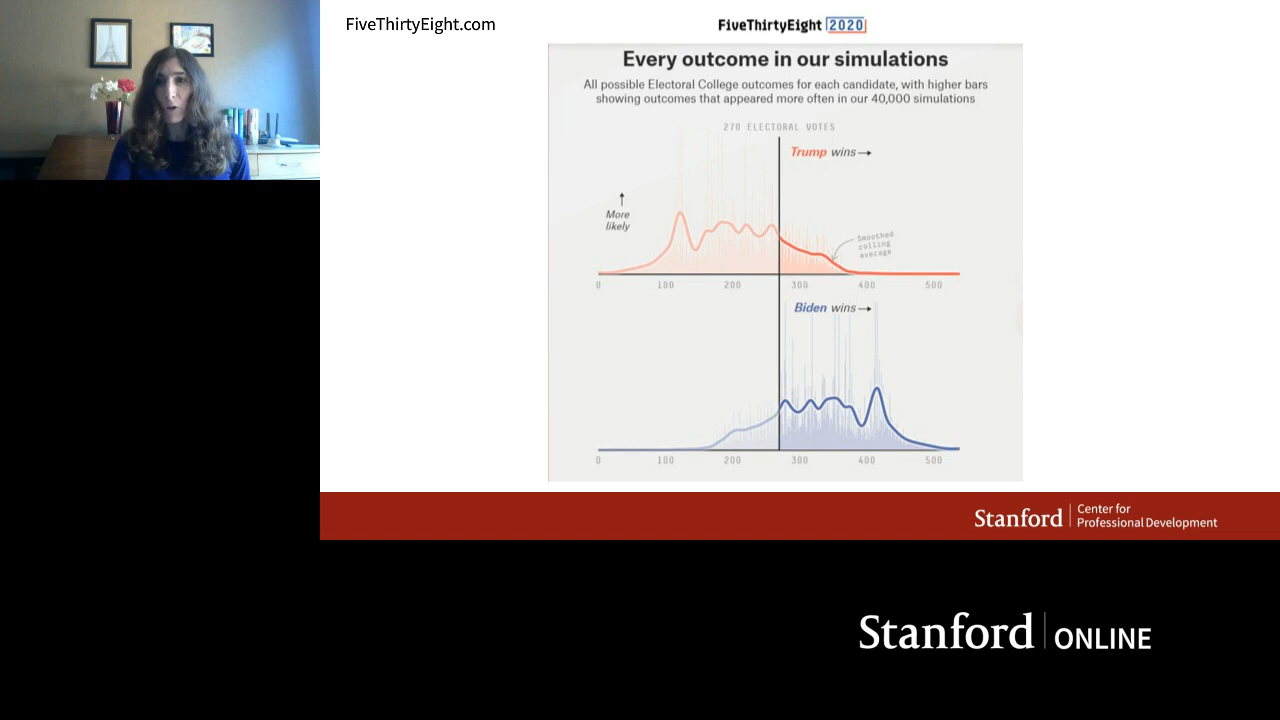 FiveThirtyEight.com
FiveThirtyEight 2020
Every outcome in our simulations
All possible Electoral College outcomes for each candidate, with higher bars
showing outcomes that appeared more often in our 40,000 simulations
270 ELECTORAL VOTES
Trump wins→
↑
More
likely
Smoothed
rolling
average
0 100 200 300 400 500
Biden wins→
0 100 200 300 400 500
Stanford | Center for
Professional Development
Stanford | ONLINE